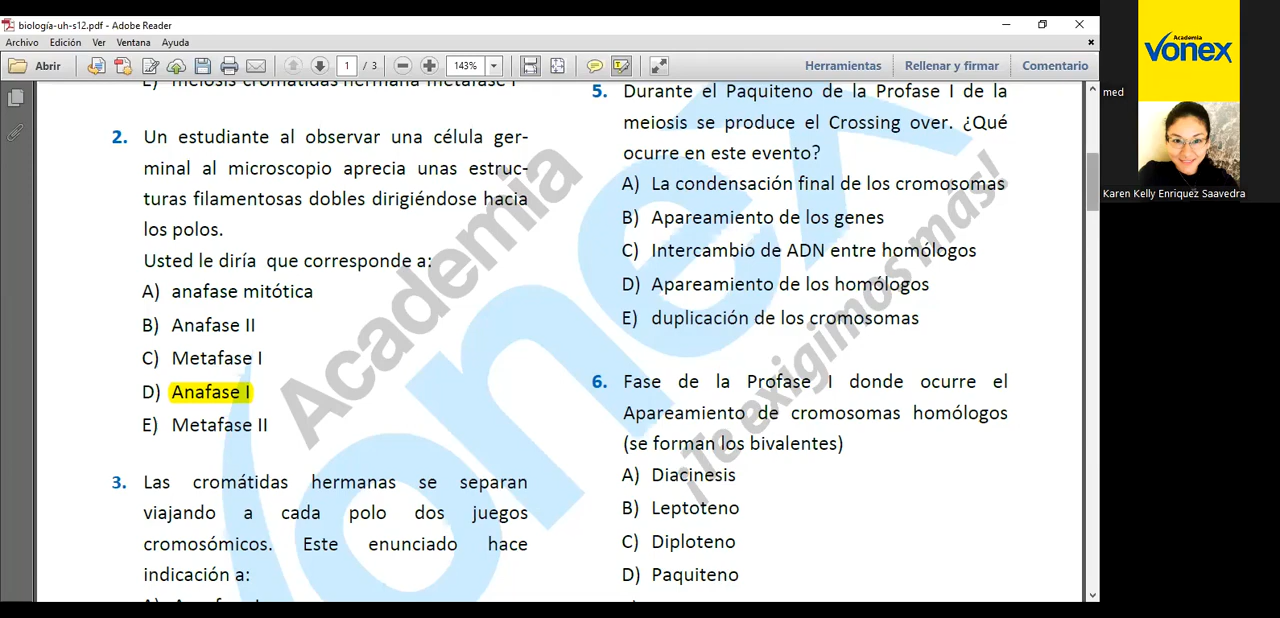 biología-uh-s12.pdf - Adobe Reader
Archivo Edición Ver Ventana Ayuda
Abrir 1 / 3 143% Herramientas Rellenar y firmar Comentario
E) meiosis cromátidas hermana metafase I
2. Un estudiante al observar una célula ger-
minal al microscopio aprecia unas estruc-
turas filamentosas dobles dirigiéndose hacia
los polos.
Usted le diría que corresponde a:
A) anafase mitótica
B) Anafase II
C) Metafase I
D) Anafase I
E) Metafase II
3. Las cromátidas hermanas se separan
viajando a cada polo dos juegos
cromosómicos. Este enunciado hace
indicación a:
5. Durante el Paquiteno de la Profase I de la
meiosis se produce el Crossing over. ¿Qué
ocurre en este evento?
A) La condensación final de los cromosomas
B) Apareamiento de los genes
C) Intercambio de ADN entre homólogos
D) Apareamiento de los homólogos
E) duplicación de los cromosomas
6. Fase de la Profase I donde ocurre el
Apareamiento de cromosomas homólogos
(se forman los bivalentes)
A) Diacinesis
B) Leptoteno
C) Diploteno
D) Paquiteno
Academia
Vonex
¡Te exigimos mas!
Academia
vonex
med
Karen Kelly Enriquez Saavedra